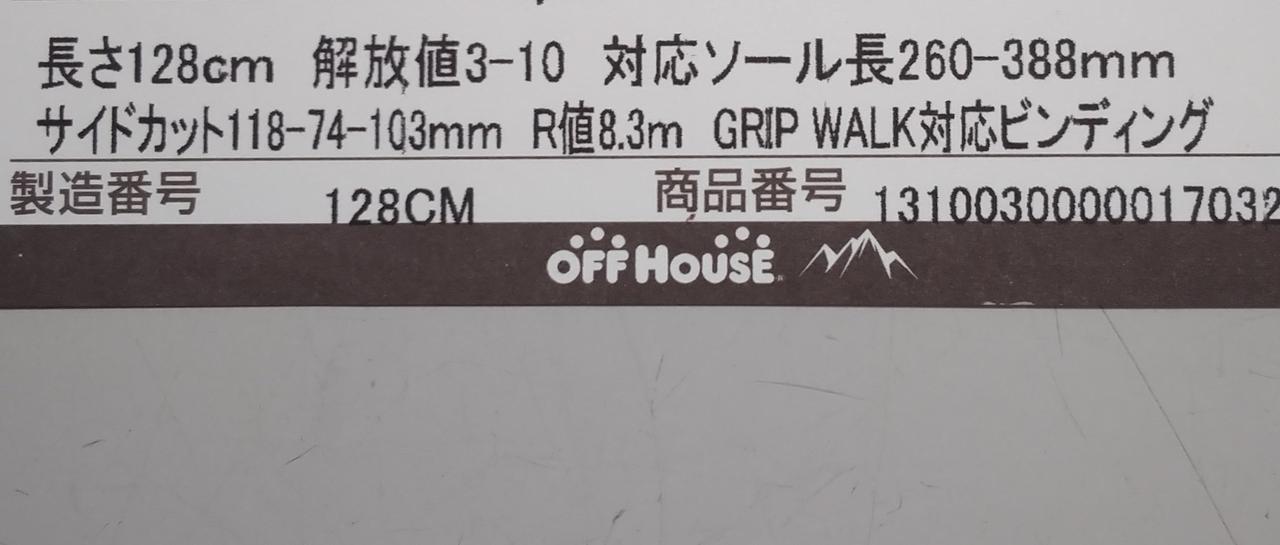 長さ128cm 解放値3-10 対応ソール長260-388mm
サイドカット118-74-103mm R値8.3m GRIP WALK対応ビンディング
製造番号 128CM 商品番号 1310030000017032
OFF HOUSE